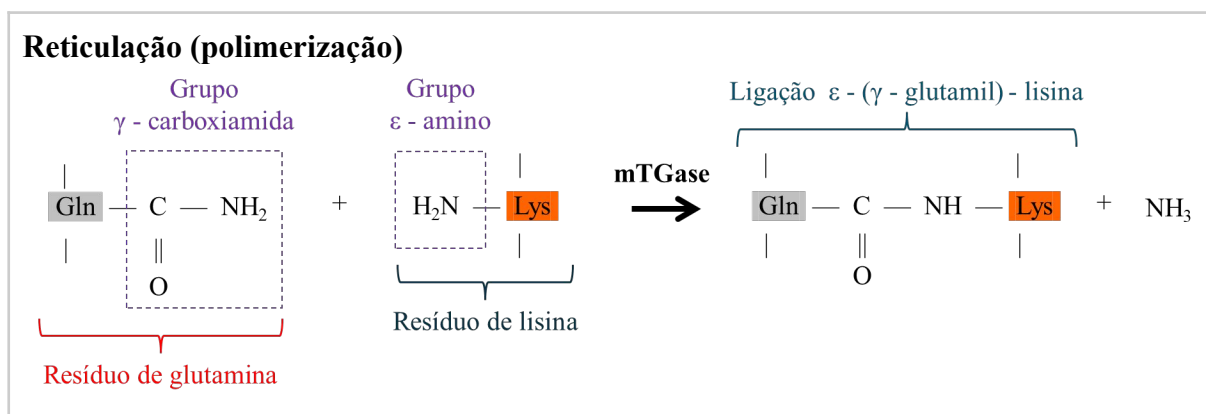 Reticulação (polimerização)
Grupo
γ - carboxiamida
Grupo
ε - amino
Ligação ε - (γ - glutamil) - lisina
Gln — C — NH₂ + H₂N — Lys mTGase Gln — C — NH — Lys + NH₃
O O
Resíduo de lisina
Resíduo de glutamina